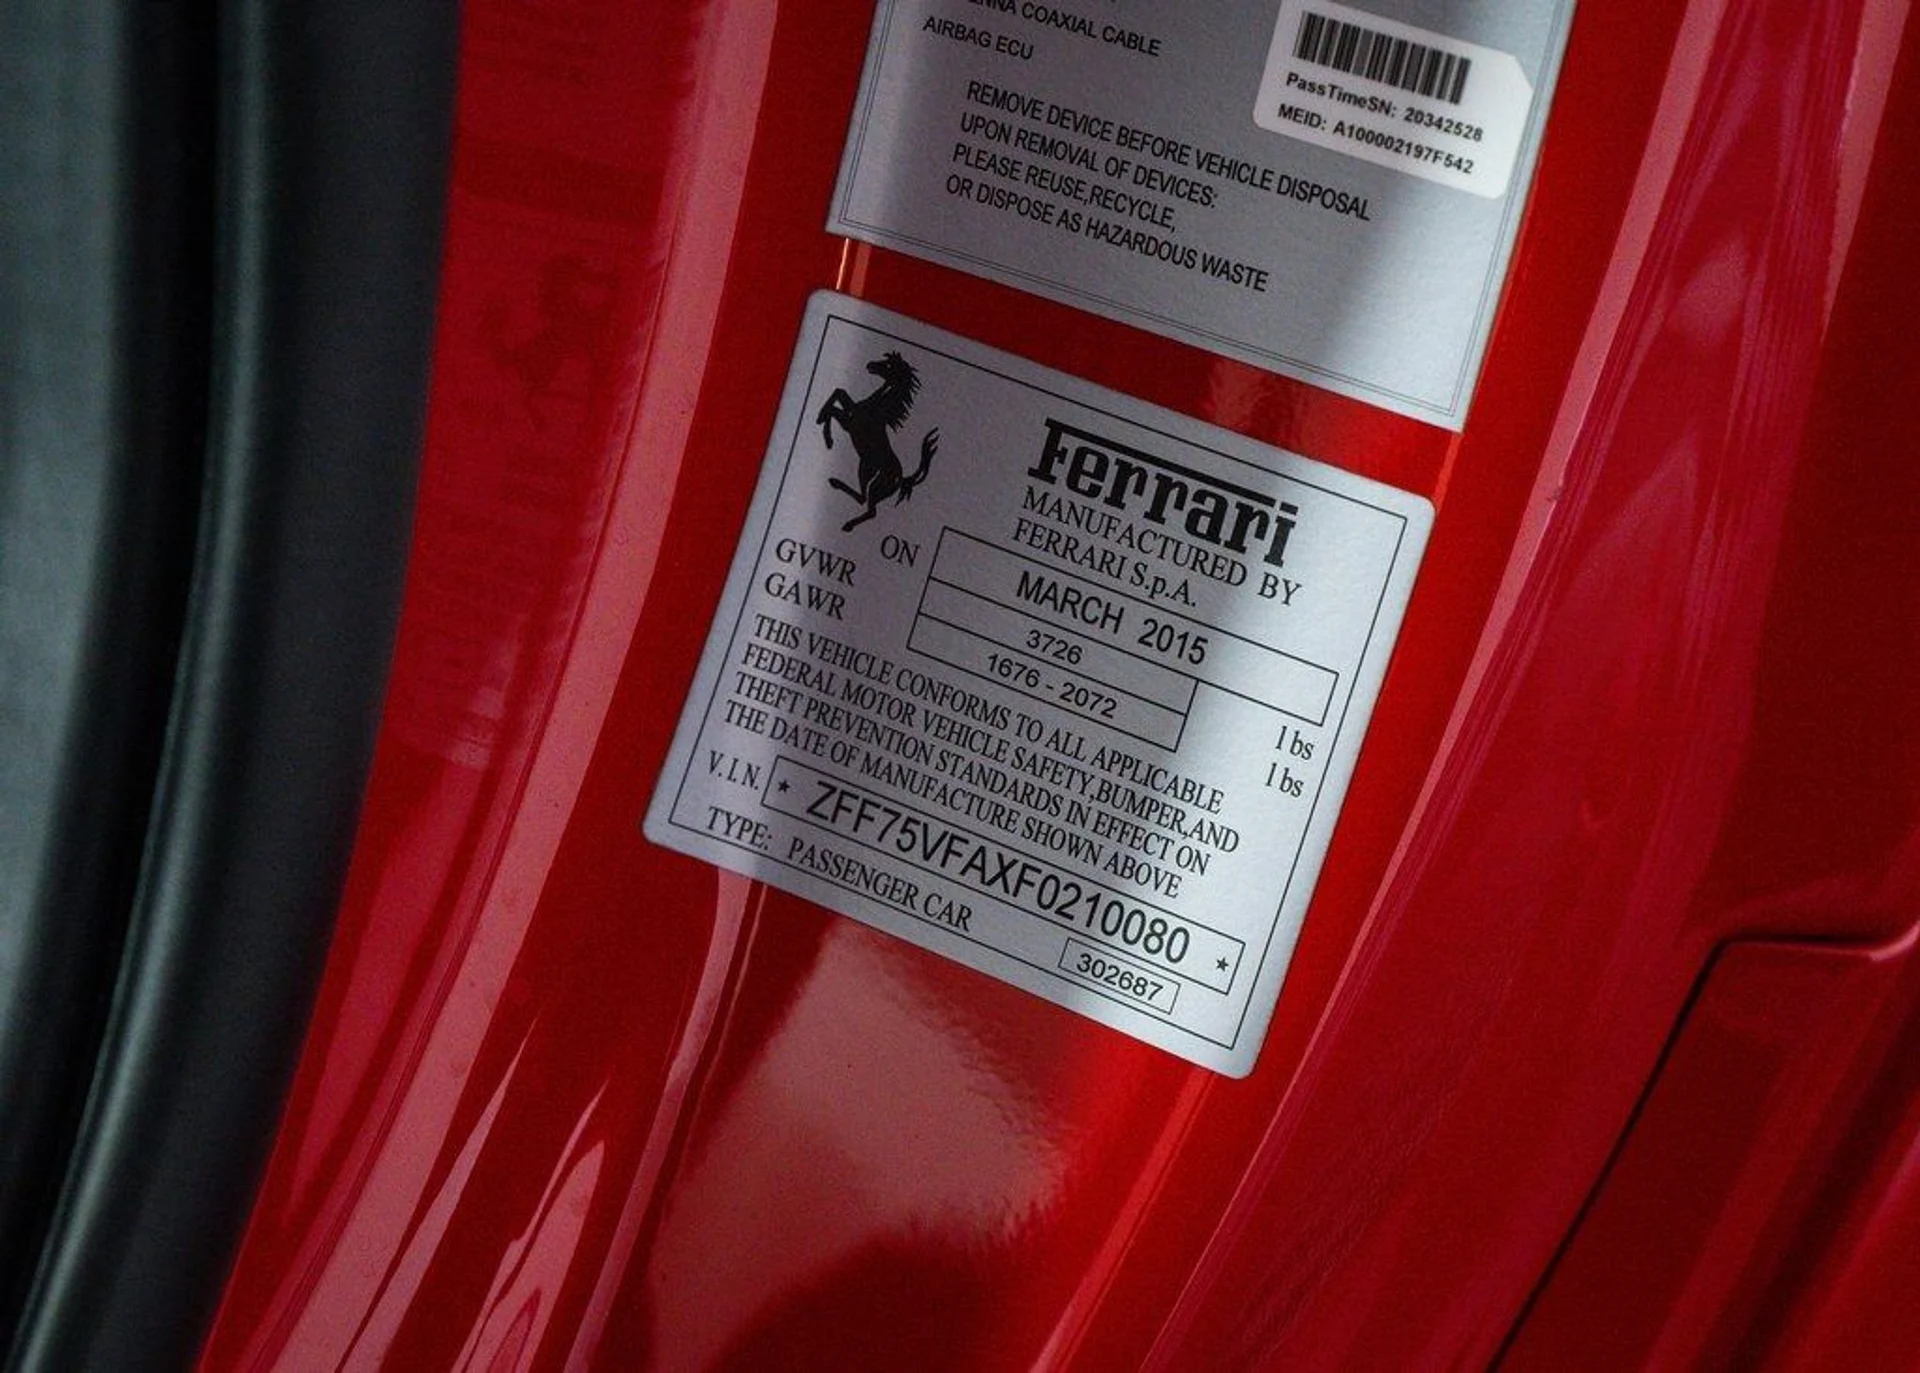 COAXIAL CABLE
AIRBAG ECU
REMOVE DEVICE BEFORE VEHICLE DISPOSAL
UPON REMOVAL OF DEVICES:
PLEASE REUSE,RECYCLE,
OR DISPOSE AS HAZARDOUS WASTE
PassTimeSN: 20342528
MEID: A100002197F542
Ferrari
MANUFACTURED BY
FERRARI S.p.A.
ON MARCH 2015
GVWR 3726 lbs
GAWR 1676 - 2072 lbs
THIS VEHICLE CONFORMS TO ALL APPLICABLE
FEDERAL MOTOR VEHICLE SAFETY,BUMPER,AND
THEFT PREVENTION STANDARDS IN EFFECT ON
THE DATE OF MANUFACTURE SHOWN ABOVE
V.I.N. * ZFF75VFAXF0210080 *
TYPE: PASSENGER CAR
302687